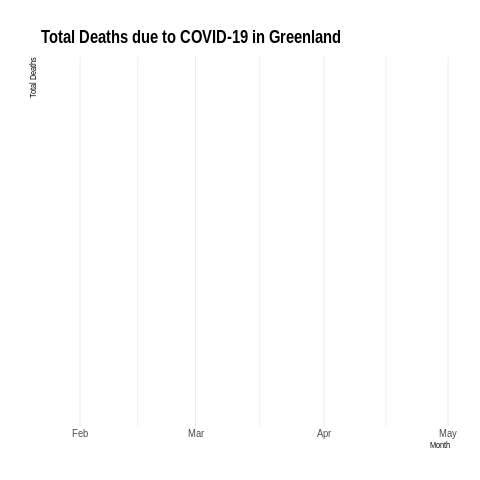 Total Deaths due to COVID-19 in Greenland
Total Deaths
Feb Mar Apr May
Month